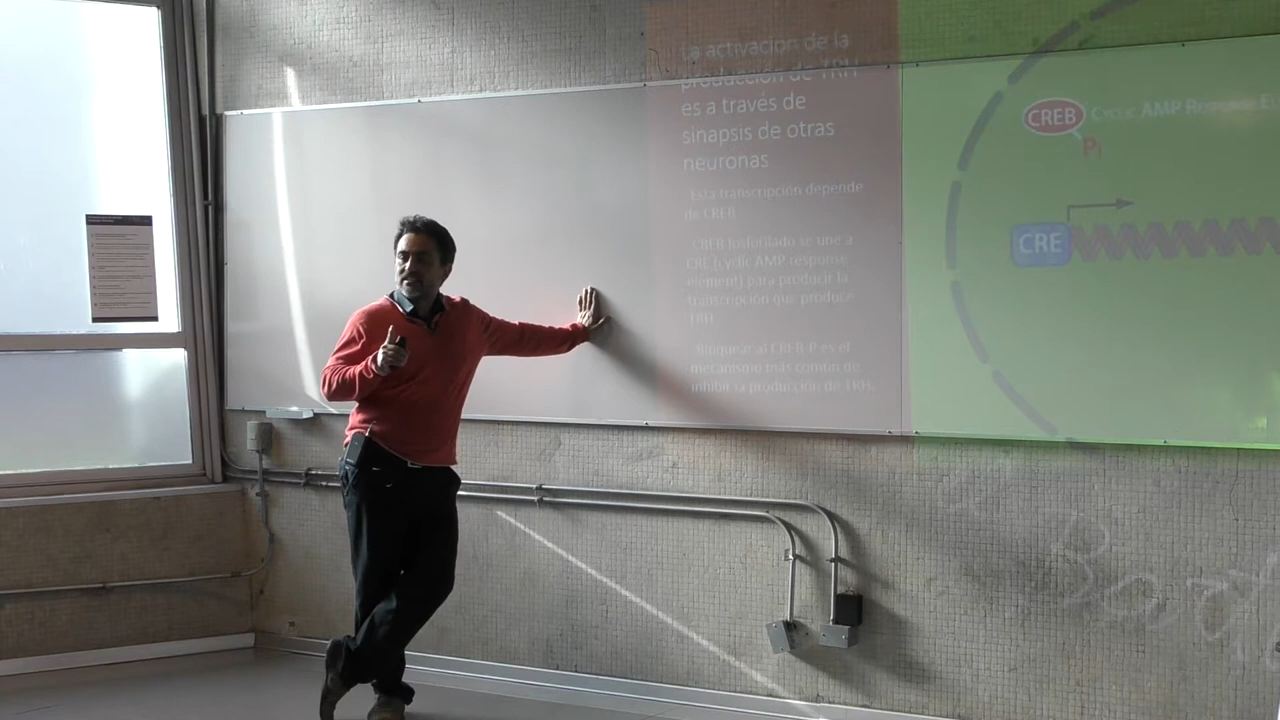 La activación de la
producción de TRH
es a través de
sinapsis de otras
neuronas
Esta transcripción depende
de CREB
CREB fosforilado se une a
CRE (cyclic AMP response
element) para producir la
transcripción que produce
TRH
Bloquear al CREB-P es el
mecanismo más común de
inhibir la producción de TRH.
CREB Cyclic AMP Response
Pi
CRE